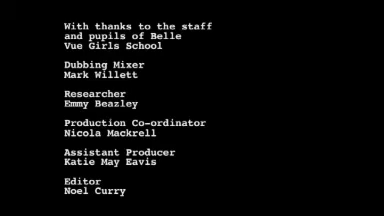 With thanks to the staff
and pupils of Belle
Vue Girls School
Dubbing Mixer
Mark Willett
Researcher
Emmy Beazley
Production Co-ordinator
Nicola Mackrell
Assistant Producer
Katie May Eavis
Editor
Noel Curry